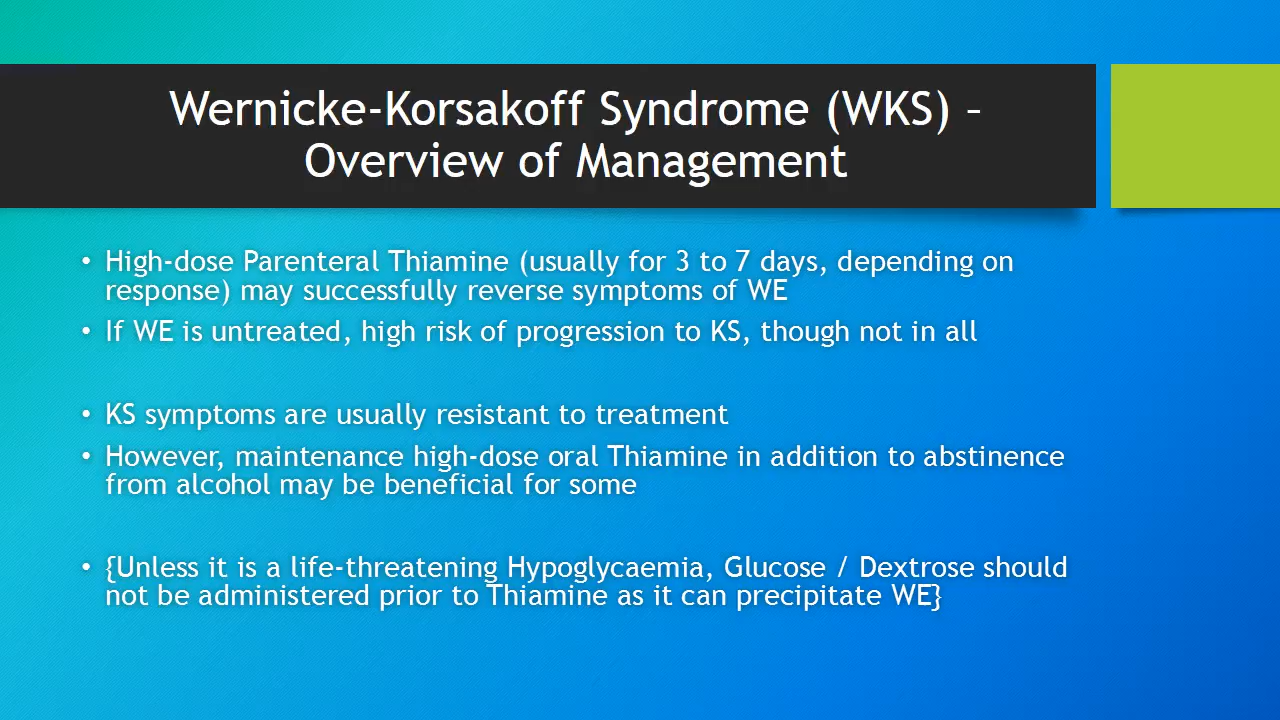 Wernicke-Korsakoff Syndrome (WKS) –
Overview of Management
• High-dose Parenteral Thiamine (usually for 3 to 7 days, depending on
response) may successfully reverse symptoms of WE
• If WE is untreated, high risk of progression to KS, though not in all
• KS symptoms are usually resistant to treatment
• However, maintenance high-dose oral Thiamine in addition to abstinence
from alcohol may be beneficial for some
• {Unless it is a life-threatening Hypoglycaemia, Glucose / Dextrose should
not be administered prior to Thiamine as it can precipitate WE}